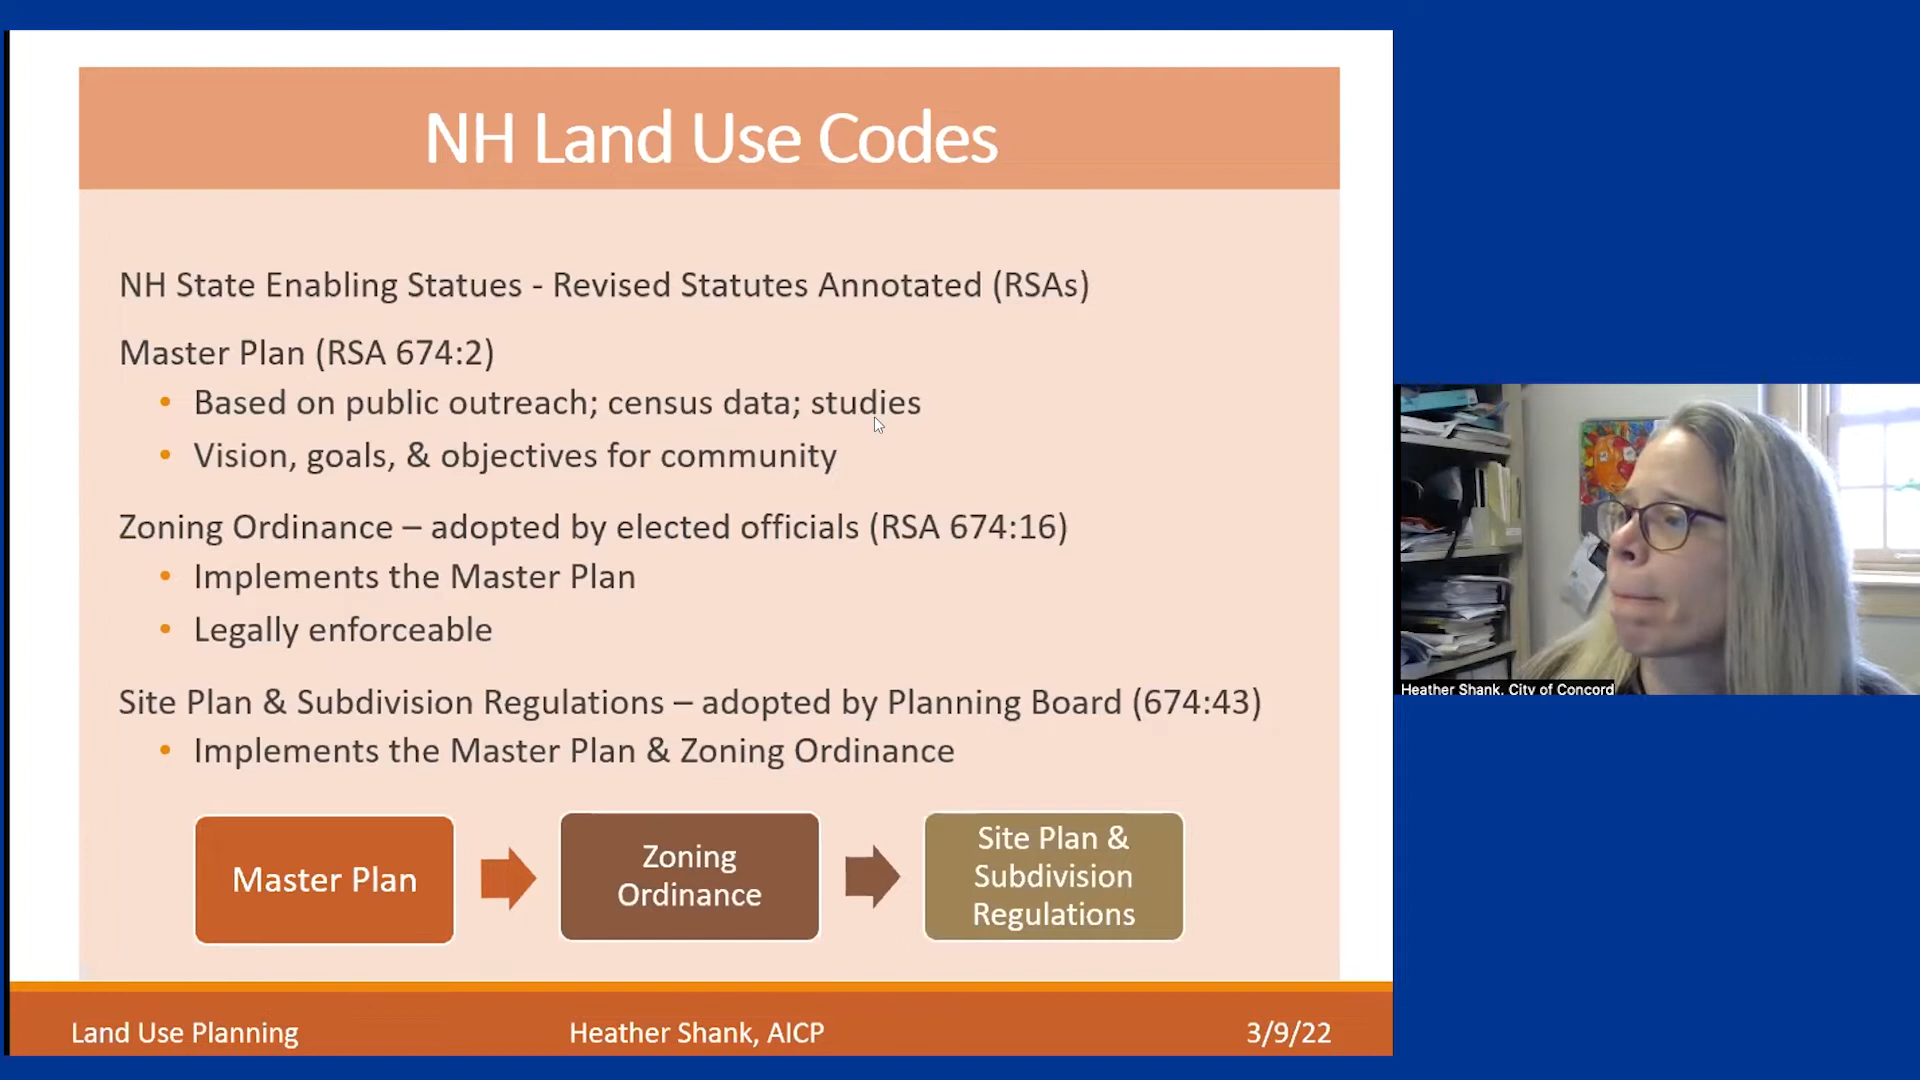 NH Land Use Codes
NH State Enabling Statues - Revised Statutes Annotated (RSAs)
Master Plan (RSA 674:2)
• Based on public outreach; census data; studies
• Vision, goals, & objectives for community
Zoning Ordinance – adopted by elected officials (RSA 674:16)
• Implements the Master Plan
• Legally enforceable
Site Plan & Subdivision Regulations – adopted by Planning Board (674:43)
• Implements the Master Plan & Zoning Ordinance
Master Plan
Zoning
Ordinance
Site Plan &
Subdivision
Regulations
Land Use Planning
Heather Shank, AICP
3/9/22
Heather Shank, City of Concord